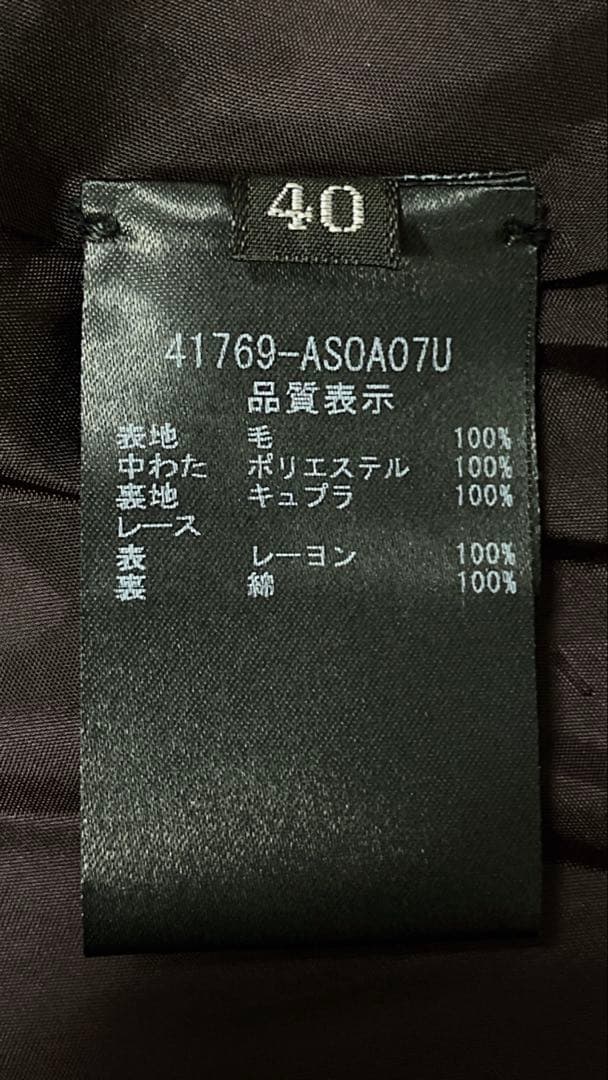 40
41769-ASOA07U
品質表示
表地 毛 100%
中わた ポリエステル 100%
裏地 キュプラ 100%
レース
表 レーヨン 100%
裏 綿 100%